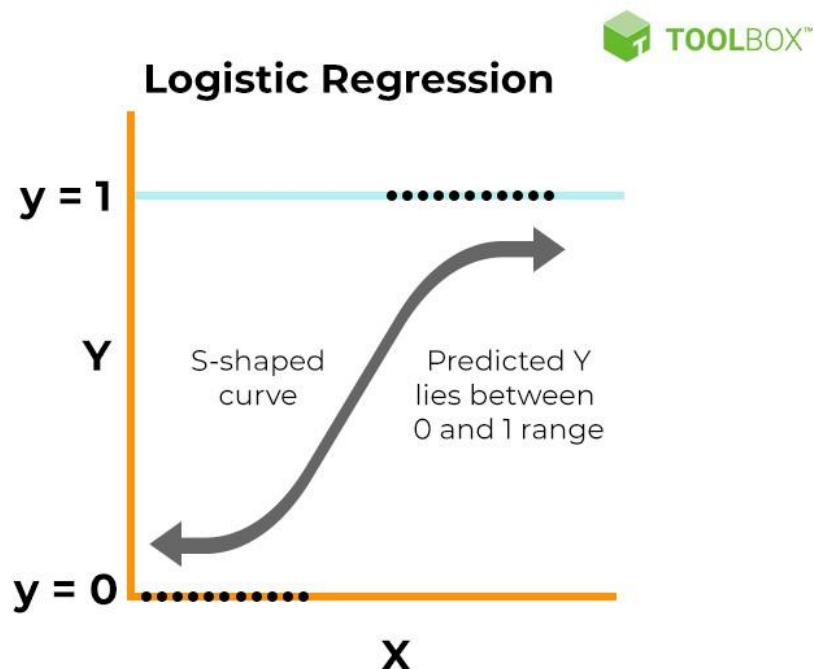 T TOOLBOX™
Logistic Regression
y = 1
Y
S-shaped
curve
Predicted Y
lies between
0 and 1 range
y = 0
X